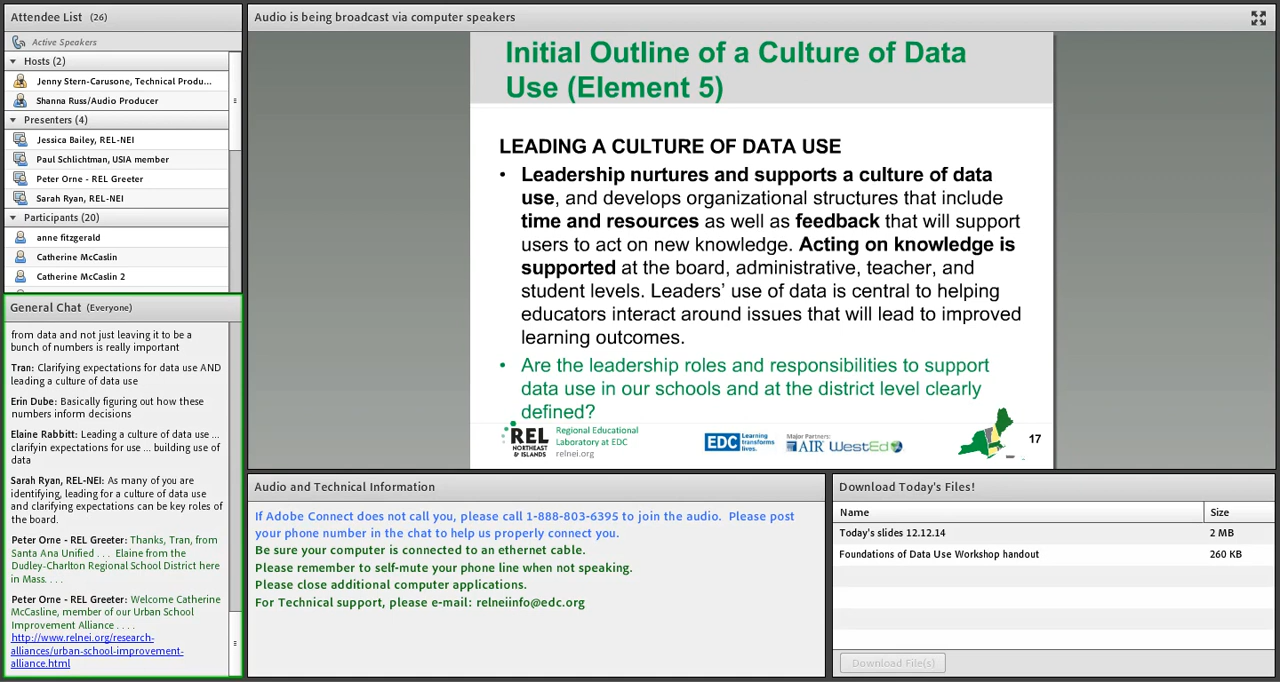 Attendee List (26)
Active Speakers
Hosts (2)
Jenny Stern-Carusone, Technical Produ...
Shanna Russ/Audio Producer
Presenters (4)
Jessica Bailey, REL-NEI
Paul Schlichtman, USIA member
Peter Orne - REL Greeter
Sarah Ryan, REL-NEI
Participants (20)
anne fitzgerald
Catherine McCaslin
Catherine McCaslin 2
General Chat (Everyone)
from data and not just leaving it to be a
bunch of numbers is really important
Tran: Clarifying expectations for data use AND
leading a culture of data use
Erin Dube: Basically figuring out how these
numbers inform decisions
Elaine Rabbitt: Leading a culture of data use ...
clarifyin expectations for use ... building use of
data
Sarah Ryan, REL-NEI: As many of you are
identifying, leading for a culture of data use
and clarifying expectations can be key roles of
the board.
Peter Orne - REL Greeter: Thanks, Tran, from
Santa Ana Unified . . .  Elaine from the
Dudley-Charlton Regional School District here
in Mass. . . .
Peter Orne - REL Greeter: Welcome Catherine
McCasline, member of our Urban School
Improvement Alliance . . . .
http://www.relnei.org/research-
alliances/urban-school-improvement-
alliance.html
Audio is being broadcast via computer speakers
Initial Outline of a Culture of Data
Use (Element 5)
LEADING A CULTURE OF DATA USE
• Leadership nurtures and supports a culture of data
use, and develops organizational structures that include
time and resources as well as feedback that will support
users to act on new knowledge. Acting on knowledge is
supported at the board, administrative, teacher, and
student levels. Leaders' use of data is central to helping
educators interact around issues that will lead to improved
learning outcomes.
• Are the leadership roles and responsibilities to support
data use in our schools and at the district level clearly
defined?
REL
NORTHEAST
& ISLANDS
Regional Educational
Laboratory at EDC
relnei.org
EDC Learning
transforms
lives.
Major Partners:
AIR WestEd
17
Audio and Technical Information
If Adobe Connect does not call you, please call 1-888-803-6395 to join the audio.  Please post
your phone number in the chat to help us properly connect you.
Be sure your computer is connected to an ethernet cable.
Please remember to self-mute your phone line when not speaking.
Please close additional computer applications.
For Technical support, please e-mail: relneiinfo@edc.org
Download Today's Files!
Name Size
Today's slides 12.12.14 2 MB
Foundations of Data Use Workshop handout 260 KB
Download File(s)